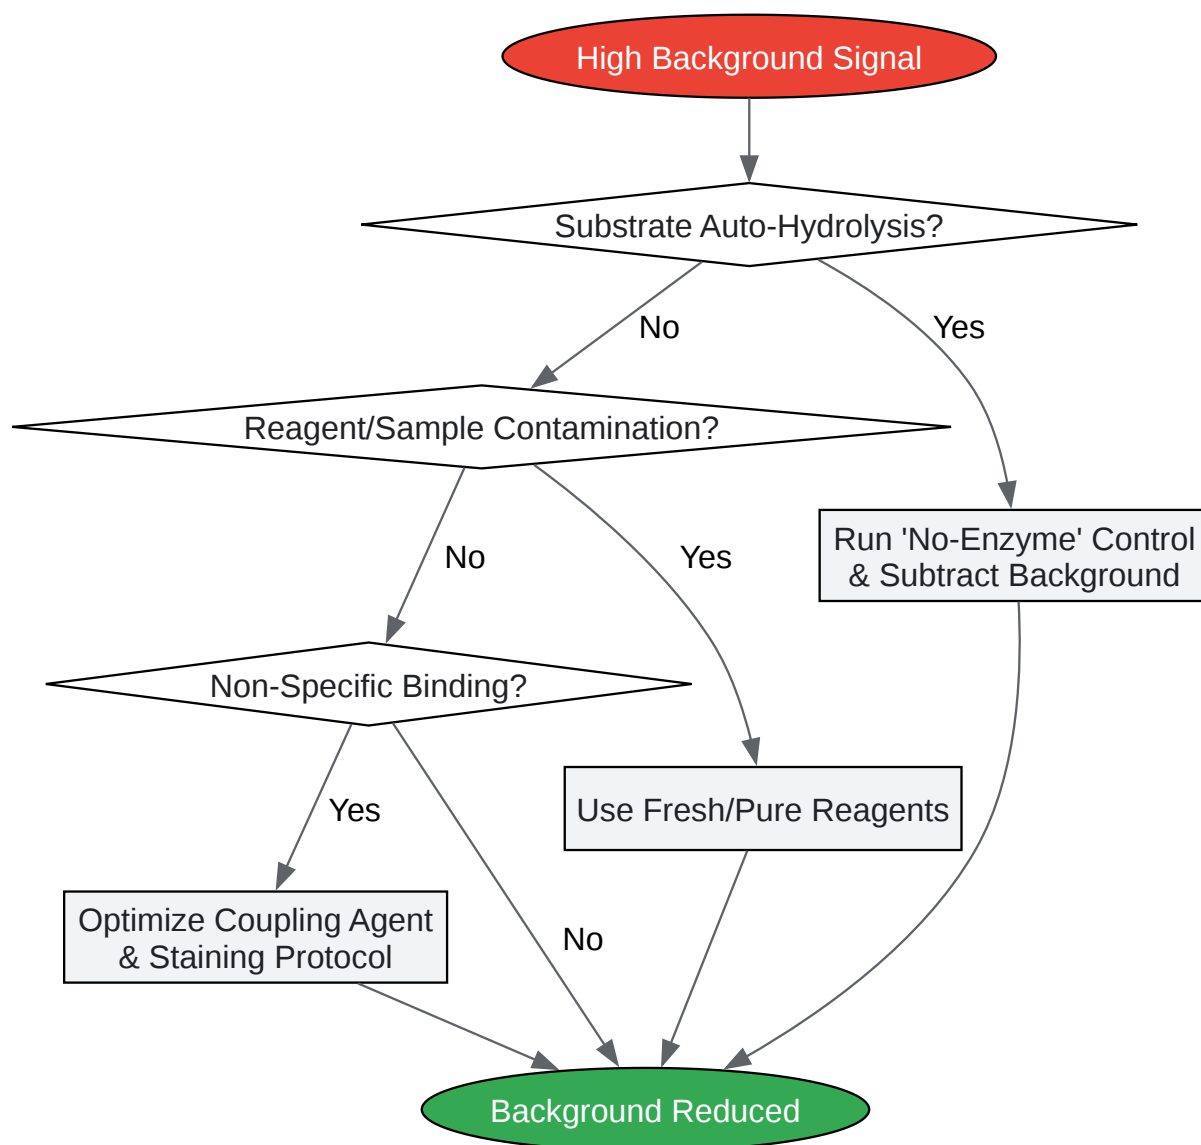 High Background Signal
Substrate Auto-Hydrolysis?
No
Yes
Reagent/Sample Contamination?
Run 'No-Enzyme' Control
& Subtract Background
No
Yes
Non-Specific Binding?
Use Fresh/Pure Reagents
Yes
Optimize Coupling Agent
& Staining Protocol
No
Background Reduced